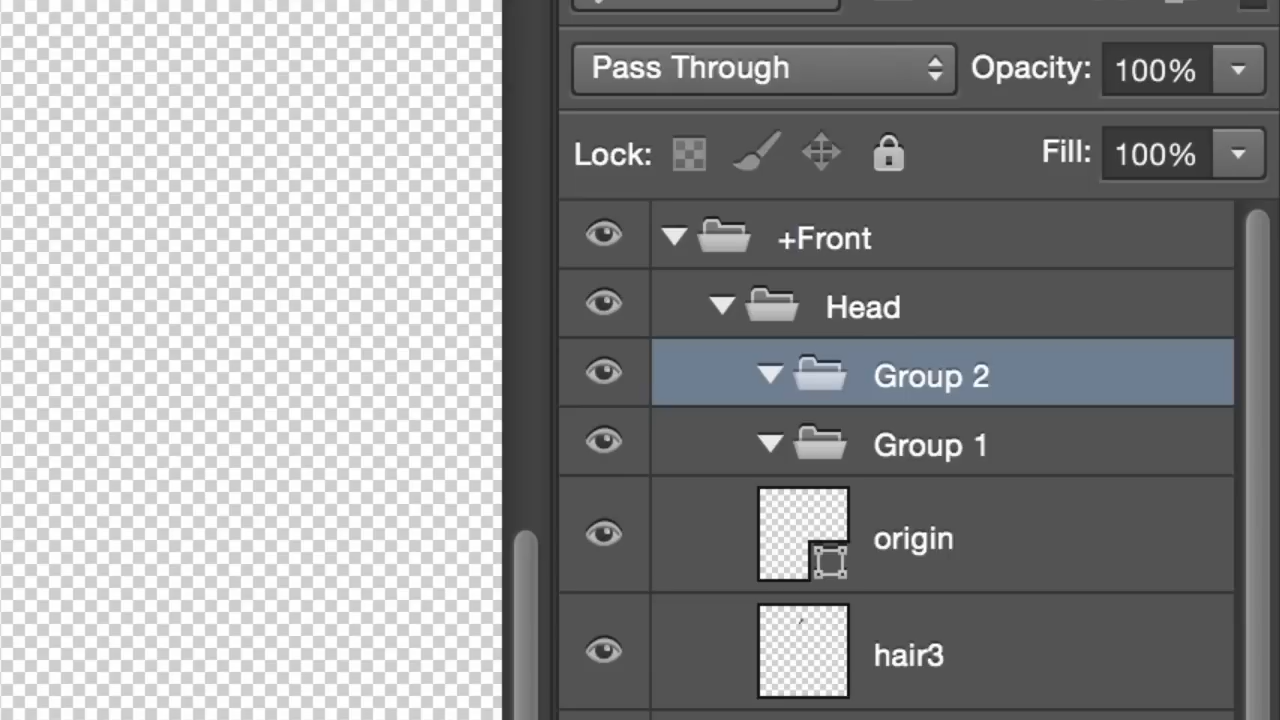 Pass Through Opacity: 100%
Lock: Fill: 100%
+Front
Head
Group 2
Group 1
origin
hair3